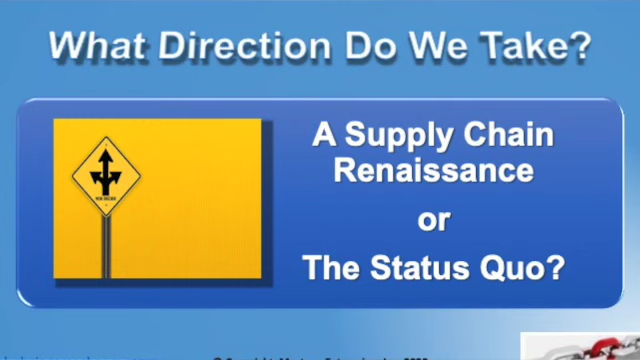 What Direction Do We Take?
A Supply Chain
Renaissance
or
The Status Quo?